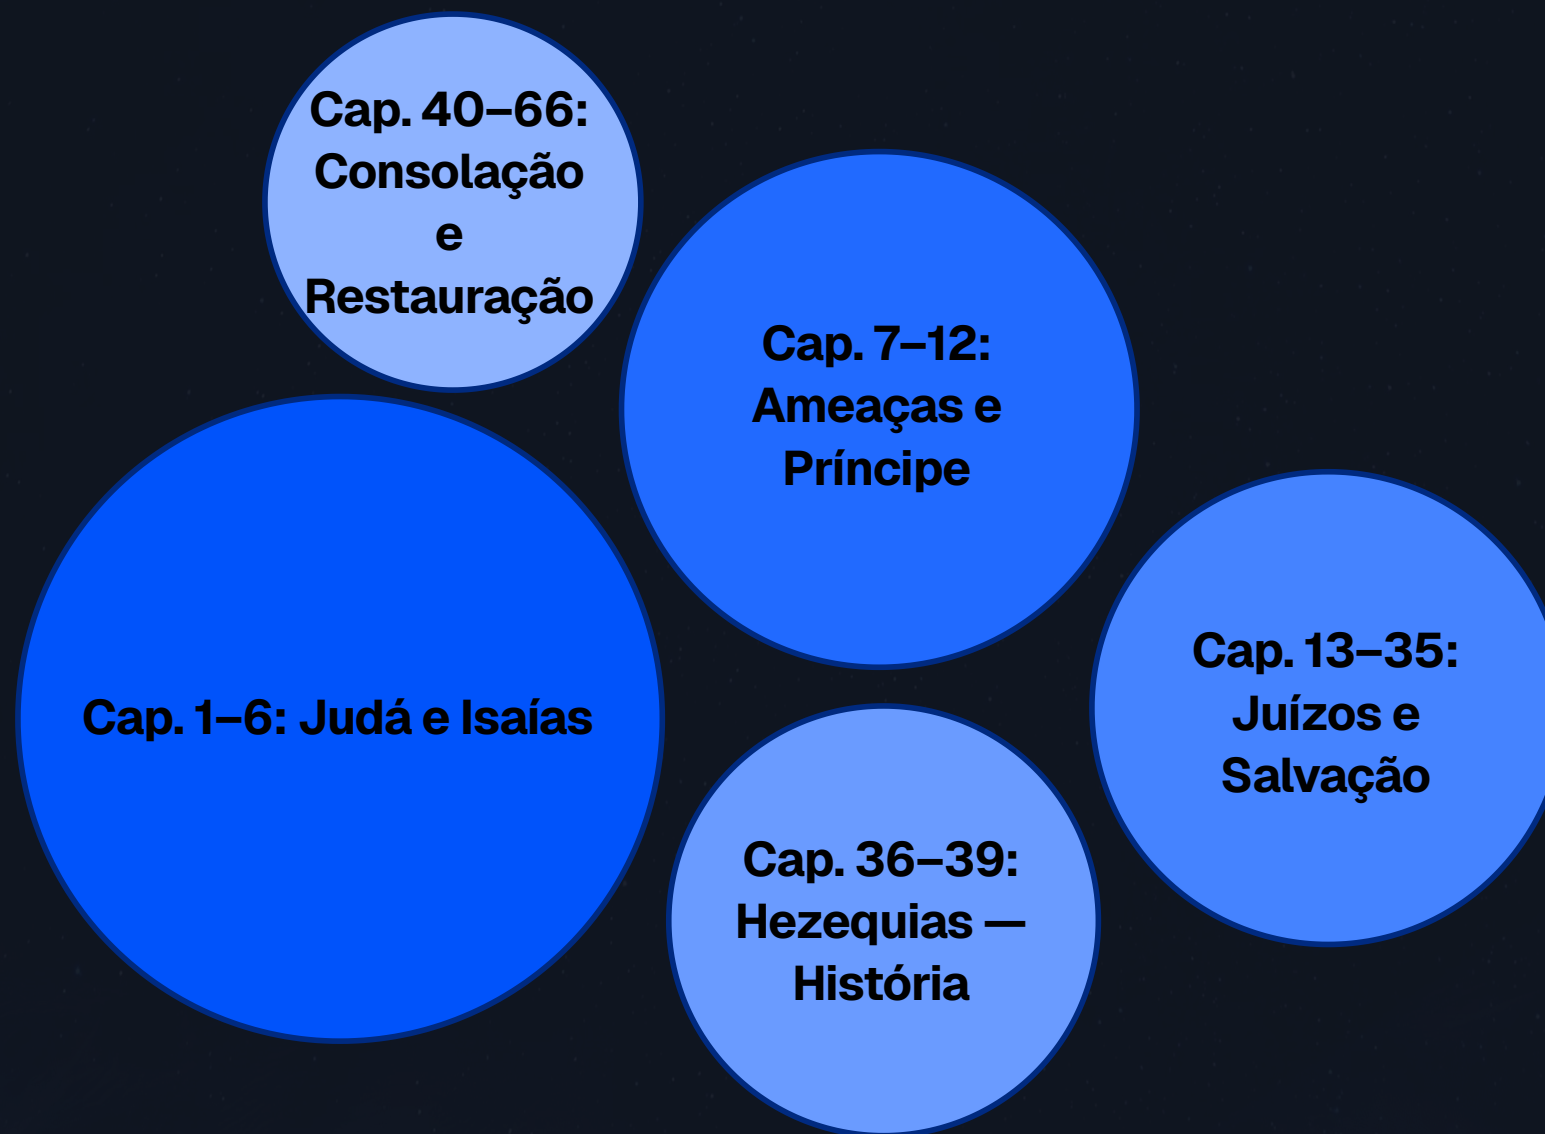 Cap. 40–66:
Consolação
e
Restauração
Cap. 7–12:
Ameaças e
Príncipe
Cap. 1–6: Judá e Isaías
Cap. 13–35:
Juízos e
Salvação
Cap. 36–39:
Hezequias —
História